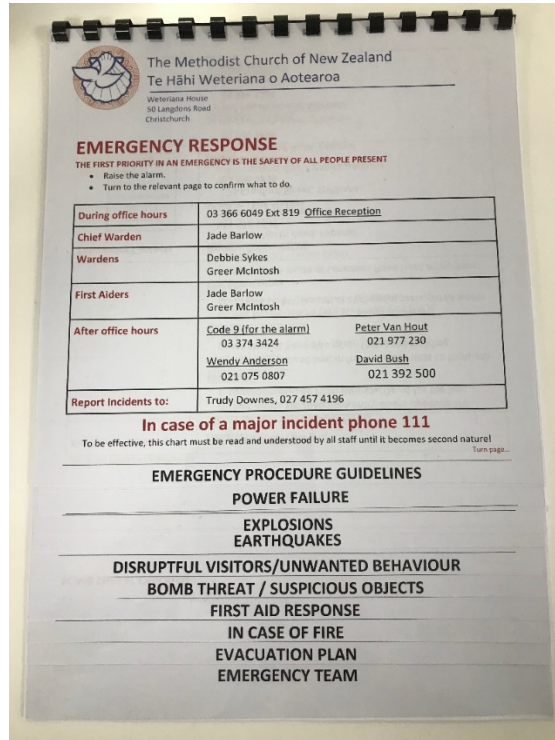 The Methodist Church of New Zealand
Te Hāhi Weteriana o Aotearoa
Weteriana House
50 Langdons Road
Christchurch
EMERGENCY RESPONSE
THE FIRST PRIORITY IN AN EMERGENCY IS THE SAFETY OF ALL PEOPLE PRESENT
• Raise the alarm.
• Turn to the relevant page to confirm what to do.
During office hours 03 366 6049 Ext 819 Office Reception
Chief Warden Jade Barlow
Wardens Debbie Sykes
Greer McIntosh
First Aiders Jade Barlow
Greer McIntosh
After office hours Code 9 (for the alarm) Peter Van Hout
03 374 3424 021 977 230
Wendy Anderson David Bush
021 075 0807 021 392 500
Report Incidents to: Trudy Downes, 027 457 4196
In case of a major incident phone 111
To be effective, this chart must be read and understood by all staff until it becomes second nature!
Turn page...
EMERGENCY PROCEDURE GUIDELINES
POWER FAILURE
EXPLOSIONS
EARTHQUAKES
DISRUPTFUL VISITORS/UNWANTED BEHAVIOUR
BOMB THREAT / SUSPICIOUS OBJECTS
FIRST AID RESPONSE
IN CASE OF FIRE
EVACUATION PLAN
EMERGENCY TEAM